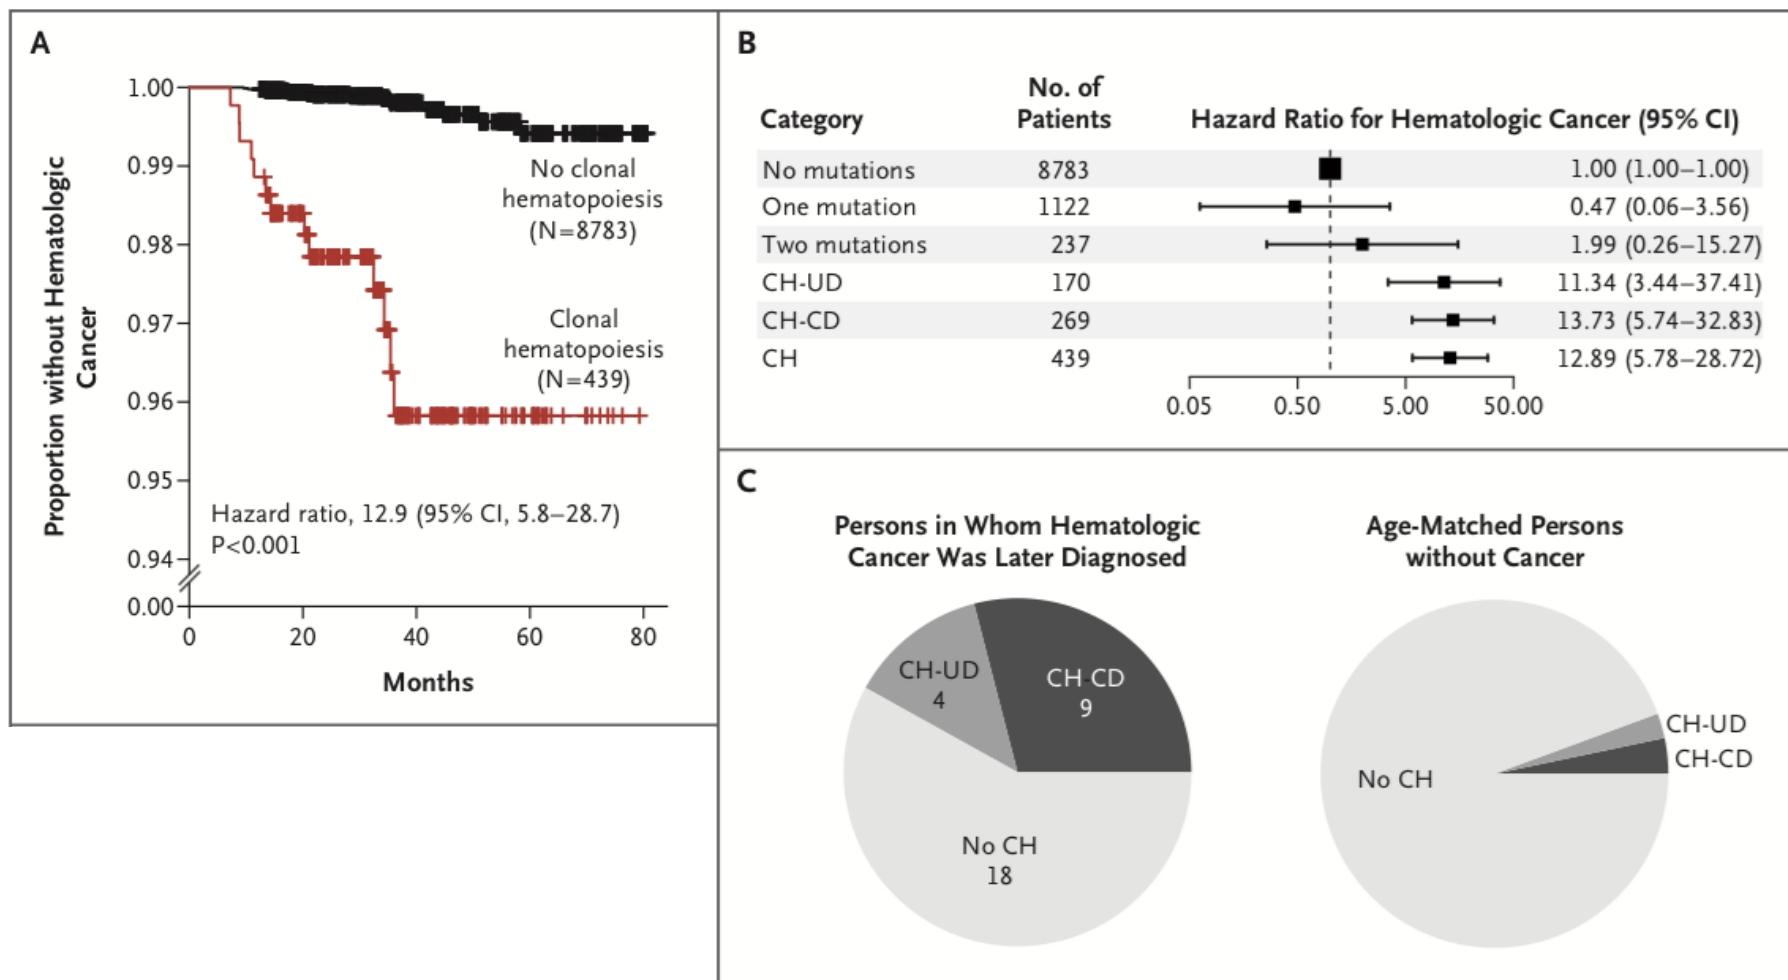 A
1.00
0.99
0.98
0.97
0.96
0.95
0.94
0.00
0 20 40 60 80
Proportion without Hematologic
Cancer
Months
No clonal
hematopoiesis
(N=8783)
Clonal
hematopoiesis
(N=439)
Hazard ratio, 12.9 (95% CI, 5.8–28.7)
P<0.001
B
Category No. of Patients Hazard Ratio for Hematologic Cancer (95% CI)
No mutations 8783 1.00 (1.00–1.00)
One mutation 1122 0.47 (0.06–3.56)
Two mutations 237 1.99 (0.26–15.27)
CH-UD 170 11.34 (3.44–37.41)
CH-CD 269 13.73 (5.74–32.83)
CH 439 12.89 (5.78–28.72)
0.05 0.50 5.00 50.00
C
Persons in Whom Hematologic
Cancer Was Later Diagnosed
CH-UD
4
CH-CD
9
No CH
18
Age-Matched Persons
without Cancer
CH-UD
CH-CD
No CH